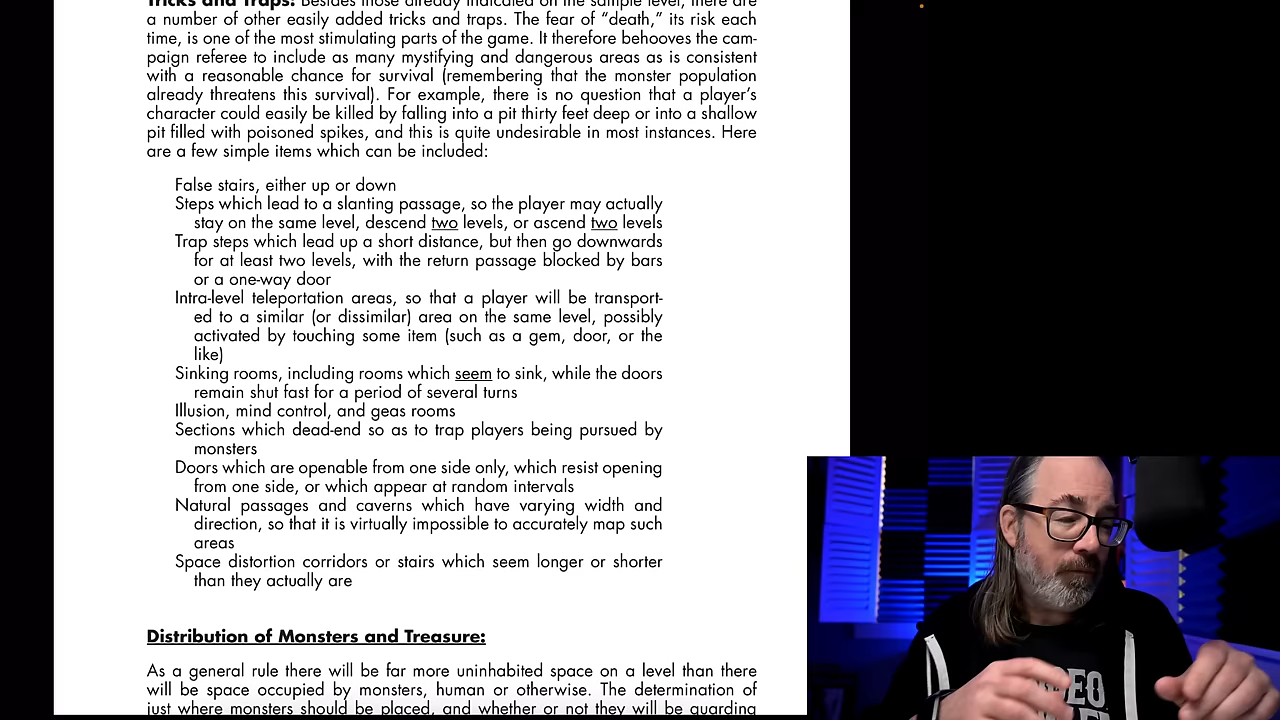 Tricks and Traps: Besides those already indicated on the sample level, there are
a number of other easily added tricks and traps. The fear of “death,” its risk each
time, is one of the most stimulating parts of the game. It therefore behooves the cam-
paign referee to include as many mystifying and dangerous areas as is consistent
with a reasonable chance for survival (remembering that the monster population
already threatens this survival). For example, there is no question that a player’s
character could easily be killed by falling into a pit thirty feet deep or into a shallow
pit filled with poisoned spikes, and this is quite undesirable in most instances. Here
are a few simple items which can be included:
False stairs, either up or down
Steps which lead to a slanting passage, so the player may actually
stay on the same level, descend two levels, or ascend two levels
Trap steps which lead up a short distance, but then go downwards
for at least two levels, with the return passage blocked by bars
or a one-way door
Intra-level teleportation areas, so that a player will be transport-
ed to a similar (or dissimilar) area on the same level, possibly
activated by touching some item (such as a gem, door, or the
like)
Sinking rooms, including rooms which seem to sink, while the doors
remain shut fast for a period of several turns
Illusion, mind control, and geas rooms
Sections which dead-end so as to trap players being pursued by
monsters
Doors which are openable from one side only, which resist opening
from one side, or which appear at random intervals
Natural passages and caverns which have varying width and
direction, so that it is virtually impossible to accurately map such
areas
Space distortion corridors or stairs which seem longer or shorter
than they actually are
Distribution of Monsters and Treasure:
As a general rule there will be far more uninhabited space on a level than there
will be space occupied by monsters, human or otherwise. The determination of
just where monsters should be placed, and whether or not they will be guarding